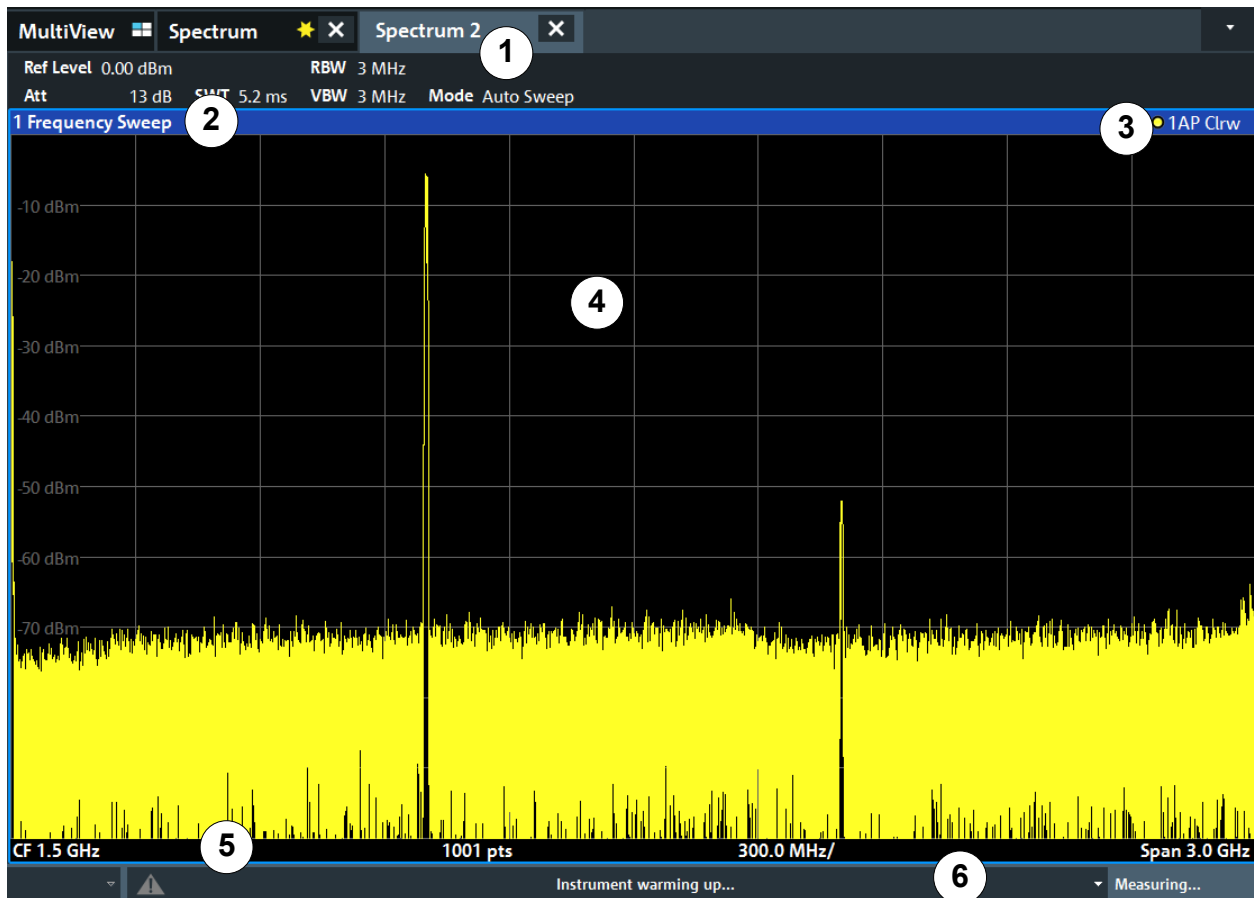 MultiView Spectrum Spectrum 2
1
Ref Level 0.00 dBm RBW 3 MHz
Att 13 dB SWT 5.2 ms VBW 3 MHz Mode Auto Sweep
1 Frequency Sweep 2 3 1AP Clrw
-10 dBm
-20 dBm
4
-30 dBm
-40 dBm
-50 dBm
-60 dBm
-70 dBm
CF 1.5 GHz 5 1001 pts 300.0 MHz/ Span 3.0 GHz
Instrument warming up... 6 Measuring...